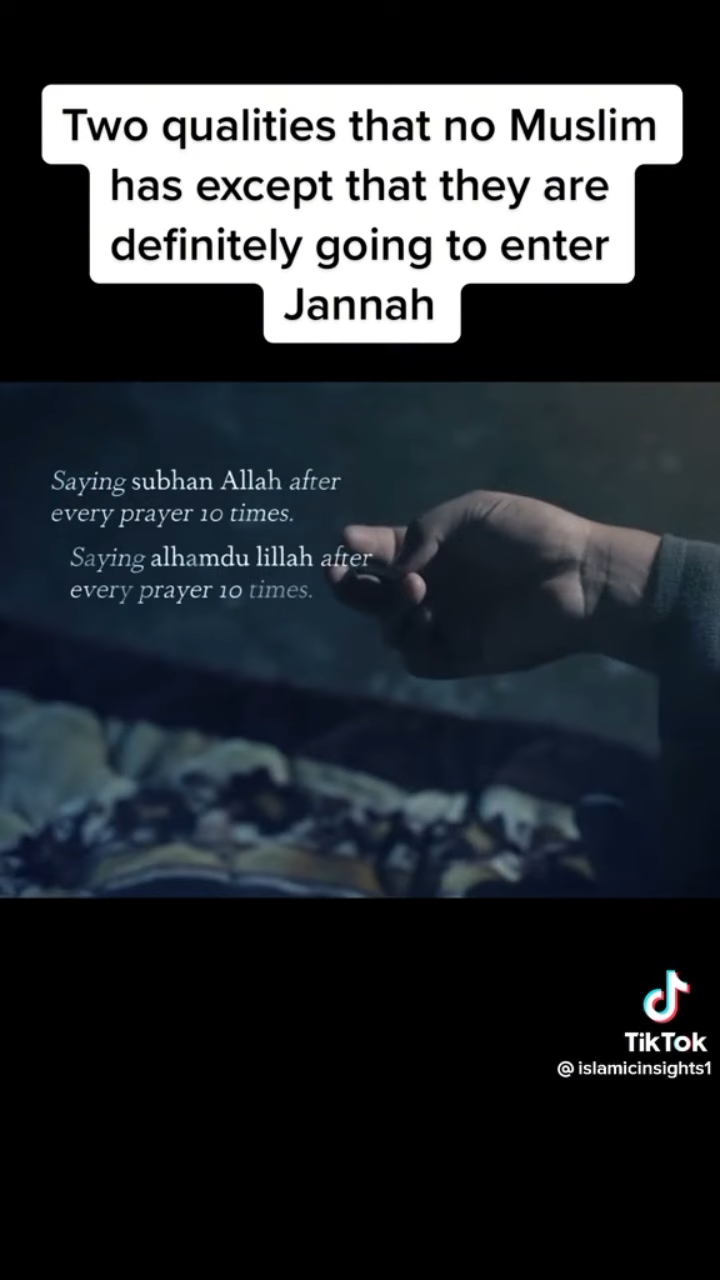 Two qualities that no Muslim
has except that they are
definitely going to enter
Jannah
Saying subhan Allah after
every prayer 10 times.
Saying alhamdu lillah after
every prayer 10 times.
TikTok
@islamicinsights1